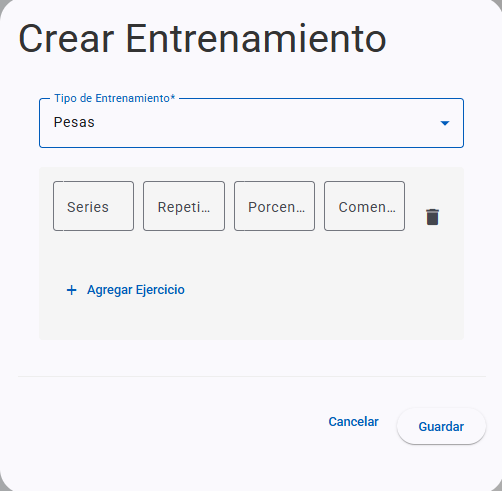 Crear Entrenamiento
Tipo de Entrenamiento*
Pesas
Series Repeti... Porcen... Comen...
+ Agregar Ejercicio
Cancelar Guardar